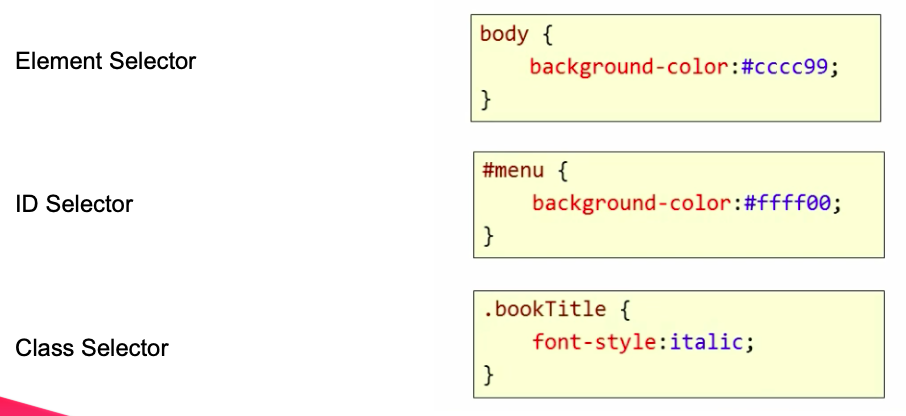 Element Selector
body {
    background-color:#cccc99;
}
ID Selector
#menu {
    background-color:#ffff00;
}
Class Selector
.bookTitle {
    font-style:italic;
}